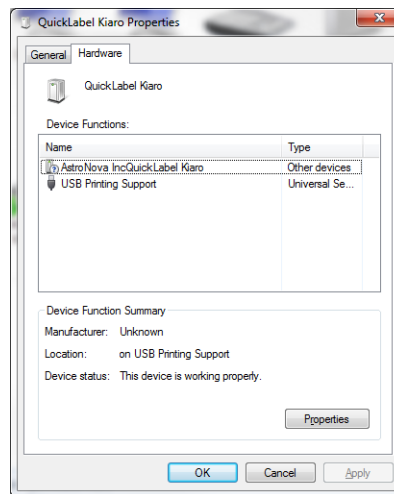 QuickLabel Kiaro Properties
General Hardware
QuickLabel Kiaro
Device Functions:
Name Type
AstroNova IncQuickLabel Kiaro Other devices
USB Printing Support Universal Se...
Device Function Summary
Manufacturer: Unknown
Location: on USB Printing Support
Device status: This device is working properly.
Properties
OK Cancel Apply